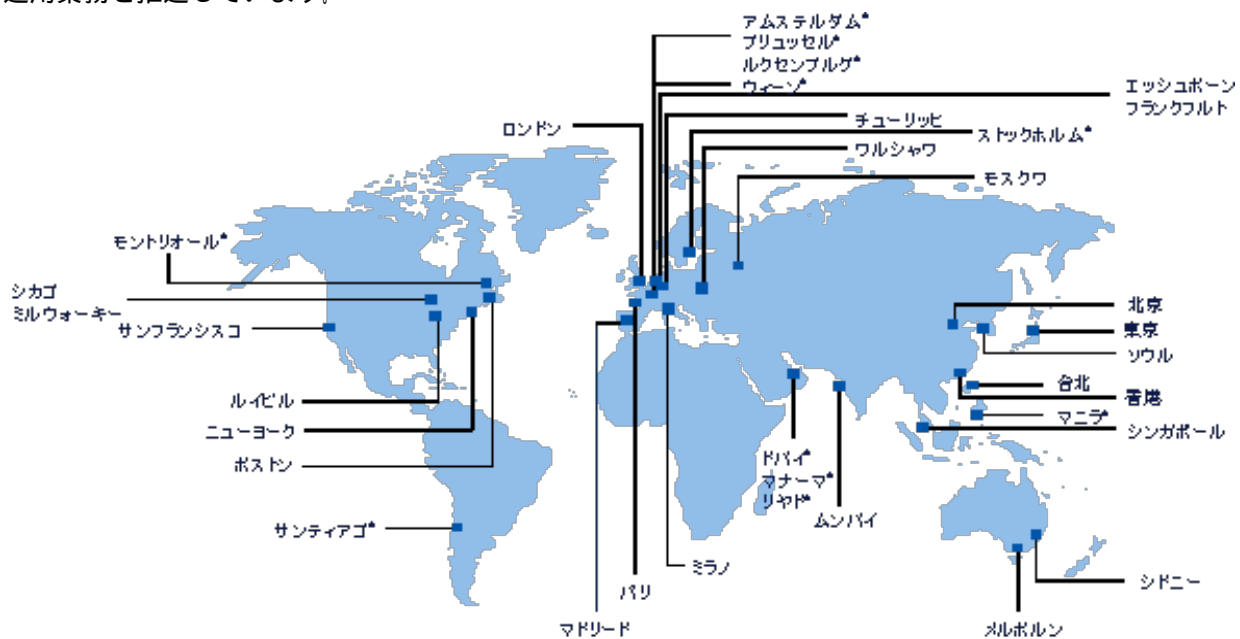 運用業務を推進しています。
アムステルダム*
ブリュッセル*
ルクセンブルグ*
ウィーン*
エッシュボーン
フランクフルト
チューリッヒ
ロンドン
ストックホルム*
ワルシャワ
モスクワ
モントリオール*
シカゴ
ミルウォーキー
サンフランシスコ
北京
東京
ソウル
台北
香港
ルイビル
マニラ*
ニューヨーク
シンガポール
ボストン
ドバイ*
マナーマ*
リヤド*
ムンバイ
サンティアゴ*
ミラノ
シドニー
パリ
マドリード
メルボルン